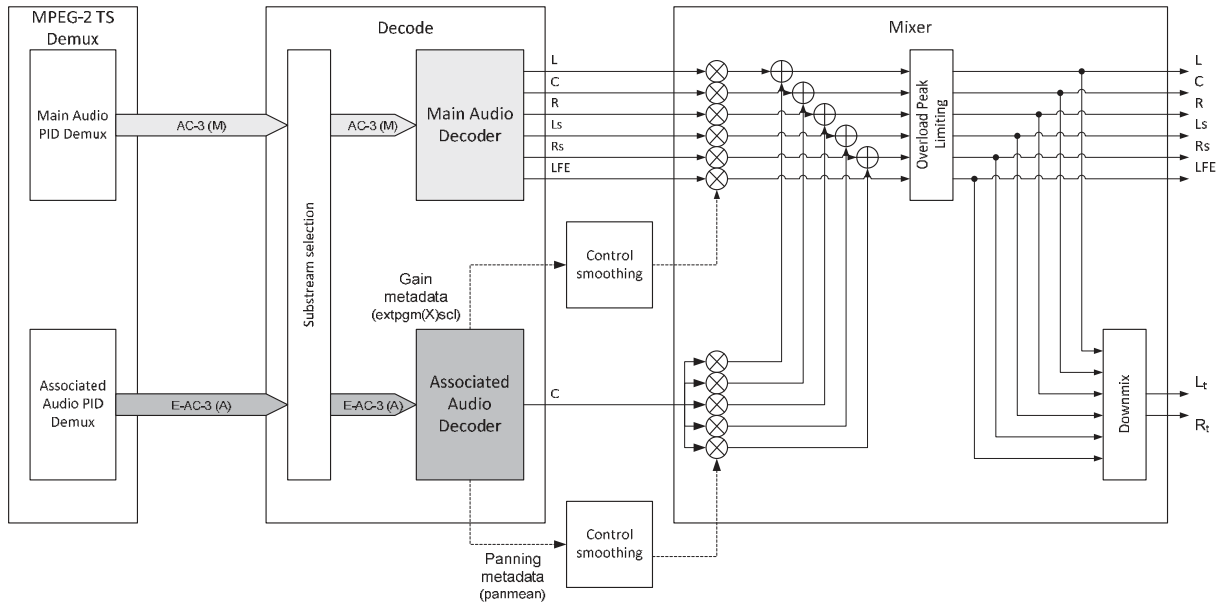 MPEG-2 TS
Demux
Decode
Mixer
Main Audio
PID Demux
AC-3 (M)
Substream selection
AC-3 (M)
Main Audio
Decoder
L
C
R
Ls
Rs
LFE
Overload Peak
Limiting
L
C
R
Ls
Rs
LFE
Control
smoothing
Gain
metadata
(extpgm(X)scl)
Associated
Audio PID
Demux
E-AC-3 (A)
E-AC-3 (A)
Associated
Audio
Decoder
C
Downmix
Lt
Rt
Control
smoothing
Panning
metadata
(panmean)